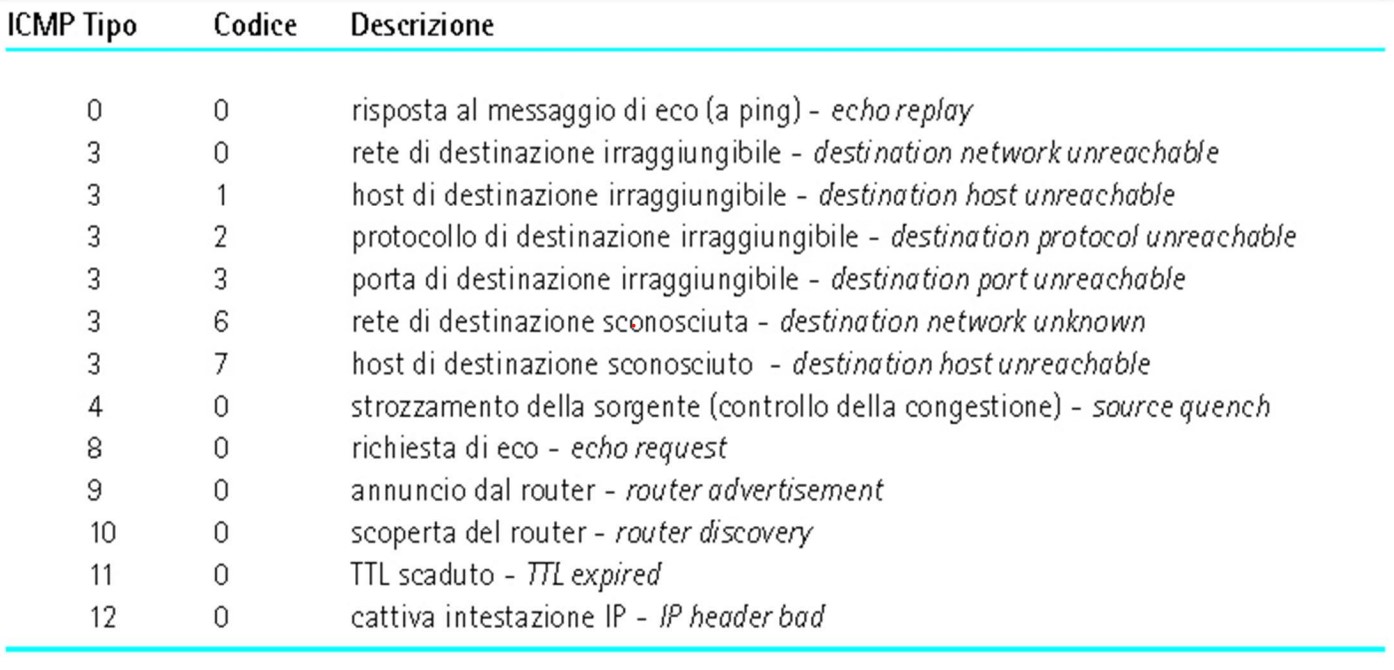 ICMP Tipo Codice Descrizione
0 0 risposta al messaggio di eco (a ping) - echo replay
3 0 rete di destinazione irraggiungibile - destination network unreachable
3 1 host di destinazione irraggiungibile - destination host unreachable
3 2 protocollo di destinazione irraggiungibile - destination protocol unreachable
3 3 porta di destinazione irraggiungibile - destination port unreachable
3 6 rete di destinazione sconosciuta - destination network unknown
3 7 host di destinazione sconosciuto - destination host unreachable
4 0 strozzamento della sorgente (controllo della congestione) - source quench
8 0 richiesta di eco - echo request
9 0 annuncio dal router - router advertisement
10 0 scoperta del router - router discovery
11 0 TTL scaduto - TTL expired
12 0 cattiva intestazione IP - IP header bad